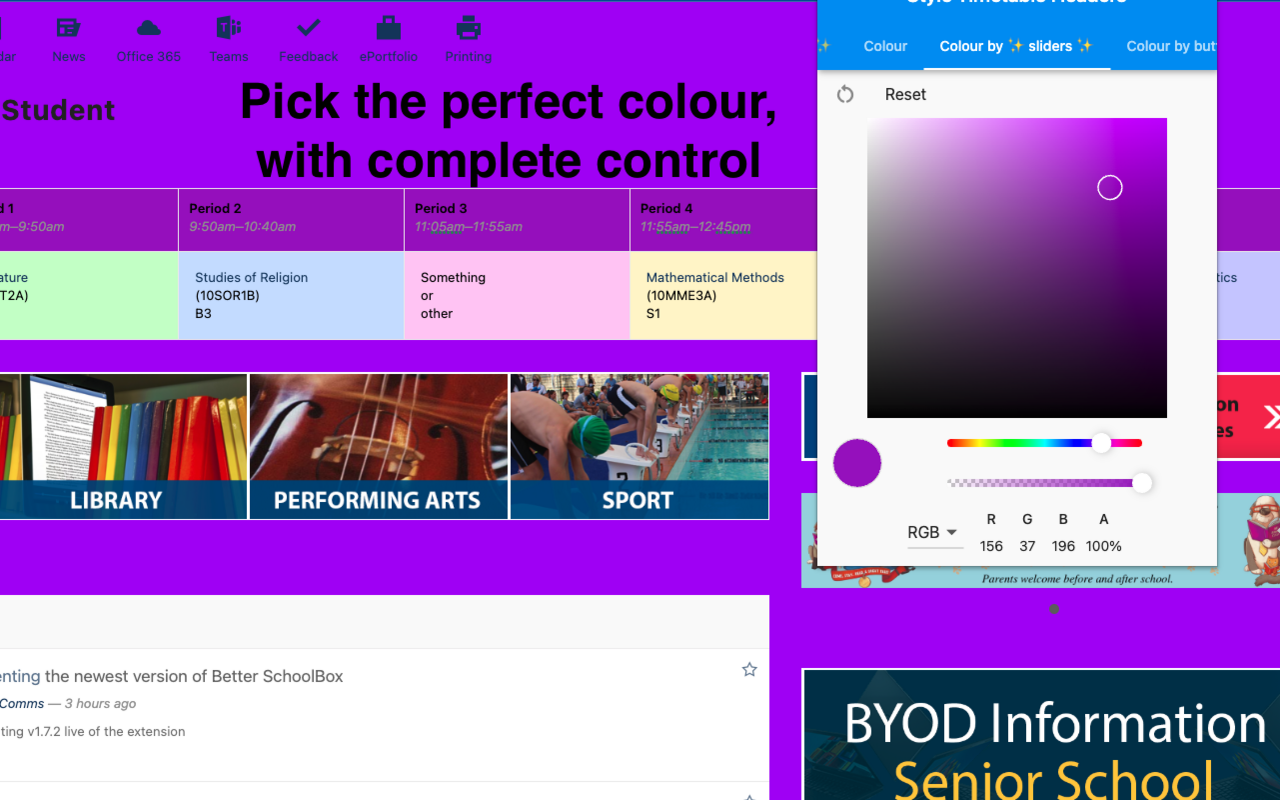 Style Timetable Headers
Colour
Colour by ✨ sliders ✨
Colour by but
dar
News
Office 365
Teams
Feedback
ePortfolio
Printing
Reset
Student
Pick the perfect colour,
with complete control
d 1
m–9:50am
Period 2
9:50am–10:40am
Period 3
11:05am–11:55am
Period 4
11:55am–12:45pm
ature
T2A)
Studies of Religion
(10SOR1B)
B3
Something
or
other
Mathematical Methods
(10MME3A)
S1
tics
on
es
LIBRARY
PERFORMING ARTS
SPORT
RGB
R
G
B
A
156
37
196
100%
Parents welcome before and after school.
enting the newest version of Better SchoolBox
Comms — 3 hours ago
ting v1.7.2 live of the extension
BYOD Information
Senior School